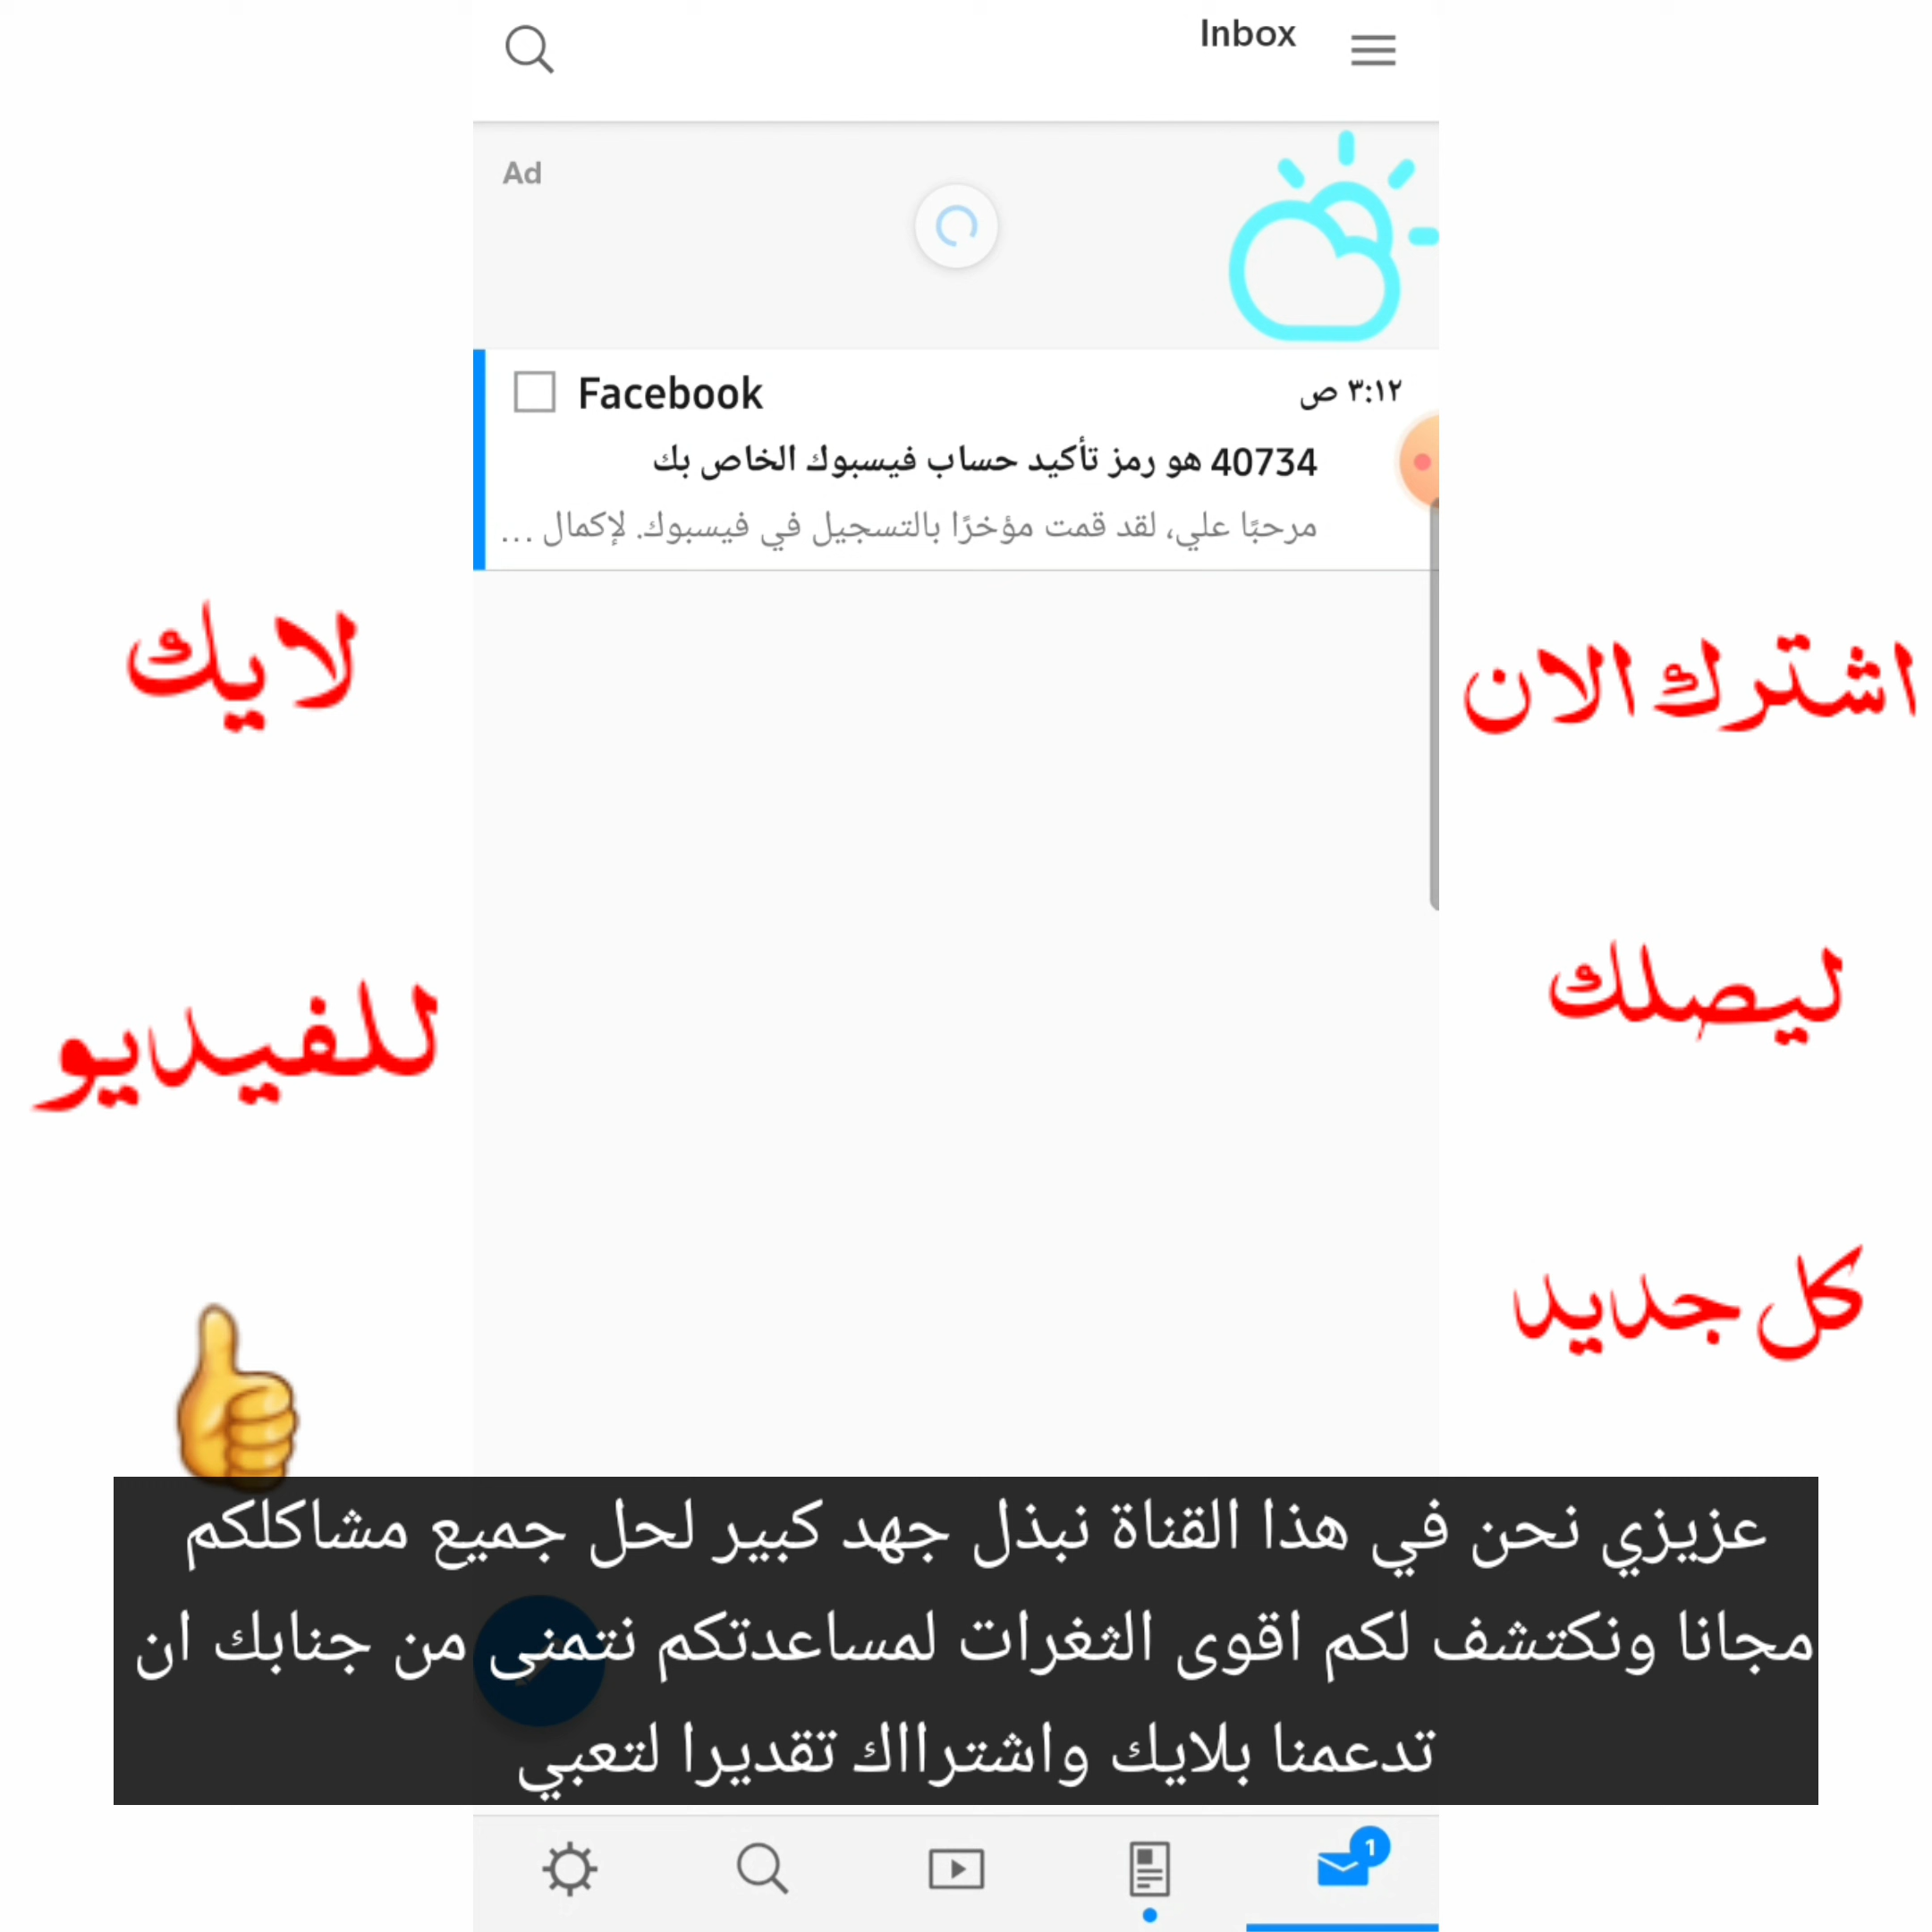 Inbox
Ad
Facebook
٣:١٢ ص
40734 هو رمز تأكيد حساب فيسبوك الخاص بك
مرحبًا علي، لقد قمت مؤخرًا بالتسجيل في فيسبوك. لإكمال ...
لايك
للفيديو
اشترك الان
ليصلك
كل جديد
عزيزي نحن في هذا القناة نبذل جهد كبير لحل جميع مشاكلكم
مجانا ونكتشف لكم اقوى الثغرات لمساعدتكم نتمنى من جنابك ان
تدعمنا بلايك واشتراااك تقديرا لتعبي
1